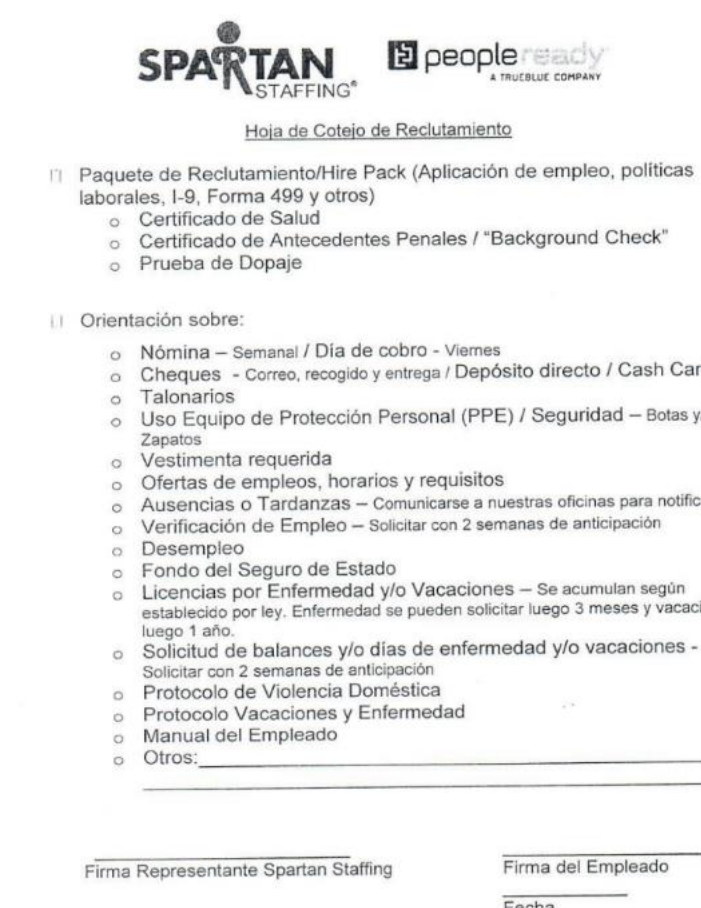 SPARTAN
STAFFING®
peopleready
A TRUEBLUE COMPANY
Hoja de Cotejo de Reclutamiento
Paquete de Reclutamiento/Hire Pack (Aplicación de empleo, políticas
laborales, I-9, Forma 499 y otros)
o Certificado de Salud
o Certificado de Antecedentes Penales / "Background Check"
o Prueba de Dopaje
Orientación sobre:
o Nómina – Semanal / Día de cobro - Viernes
o Cheques - Correo, recogido y entrega / Depósito directo / Cash Car
o Talonarios
o Uso Equipo de Protección Personal (PPE) / Seguridad – Botas y
Zapatos
o Vestimenta requerida
o Ofertas de empleos, horarios y requisitos
o Ausencias o Tardanzas – Comunicarse a nuestras oficinas para notific
o Verificación de Empleo – Solicitar con 2 semanas de anticipación
o Desempleo
o Fondo del Seguro de Estado
o Licencias por Enfermedad y/o Vacaciones – Se acumulan según
establecido por ley. Enfermedad se pueden solicitar luego 3 meses y vacaci
luego 1 año.
o Solicitud de balances y/o días de enfermedad y/o vacaciones -
Solicitar con 2 semanas de anticipación
o Protocolo de Violencia Doméstica
o Protocolo Vacaciones y Enfermedad
o Manual del Empleado
o Otros:
Firma Representante Spartan Staffing
Firma del Empleado
Fecha